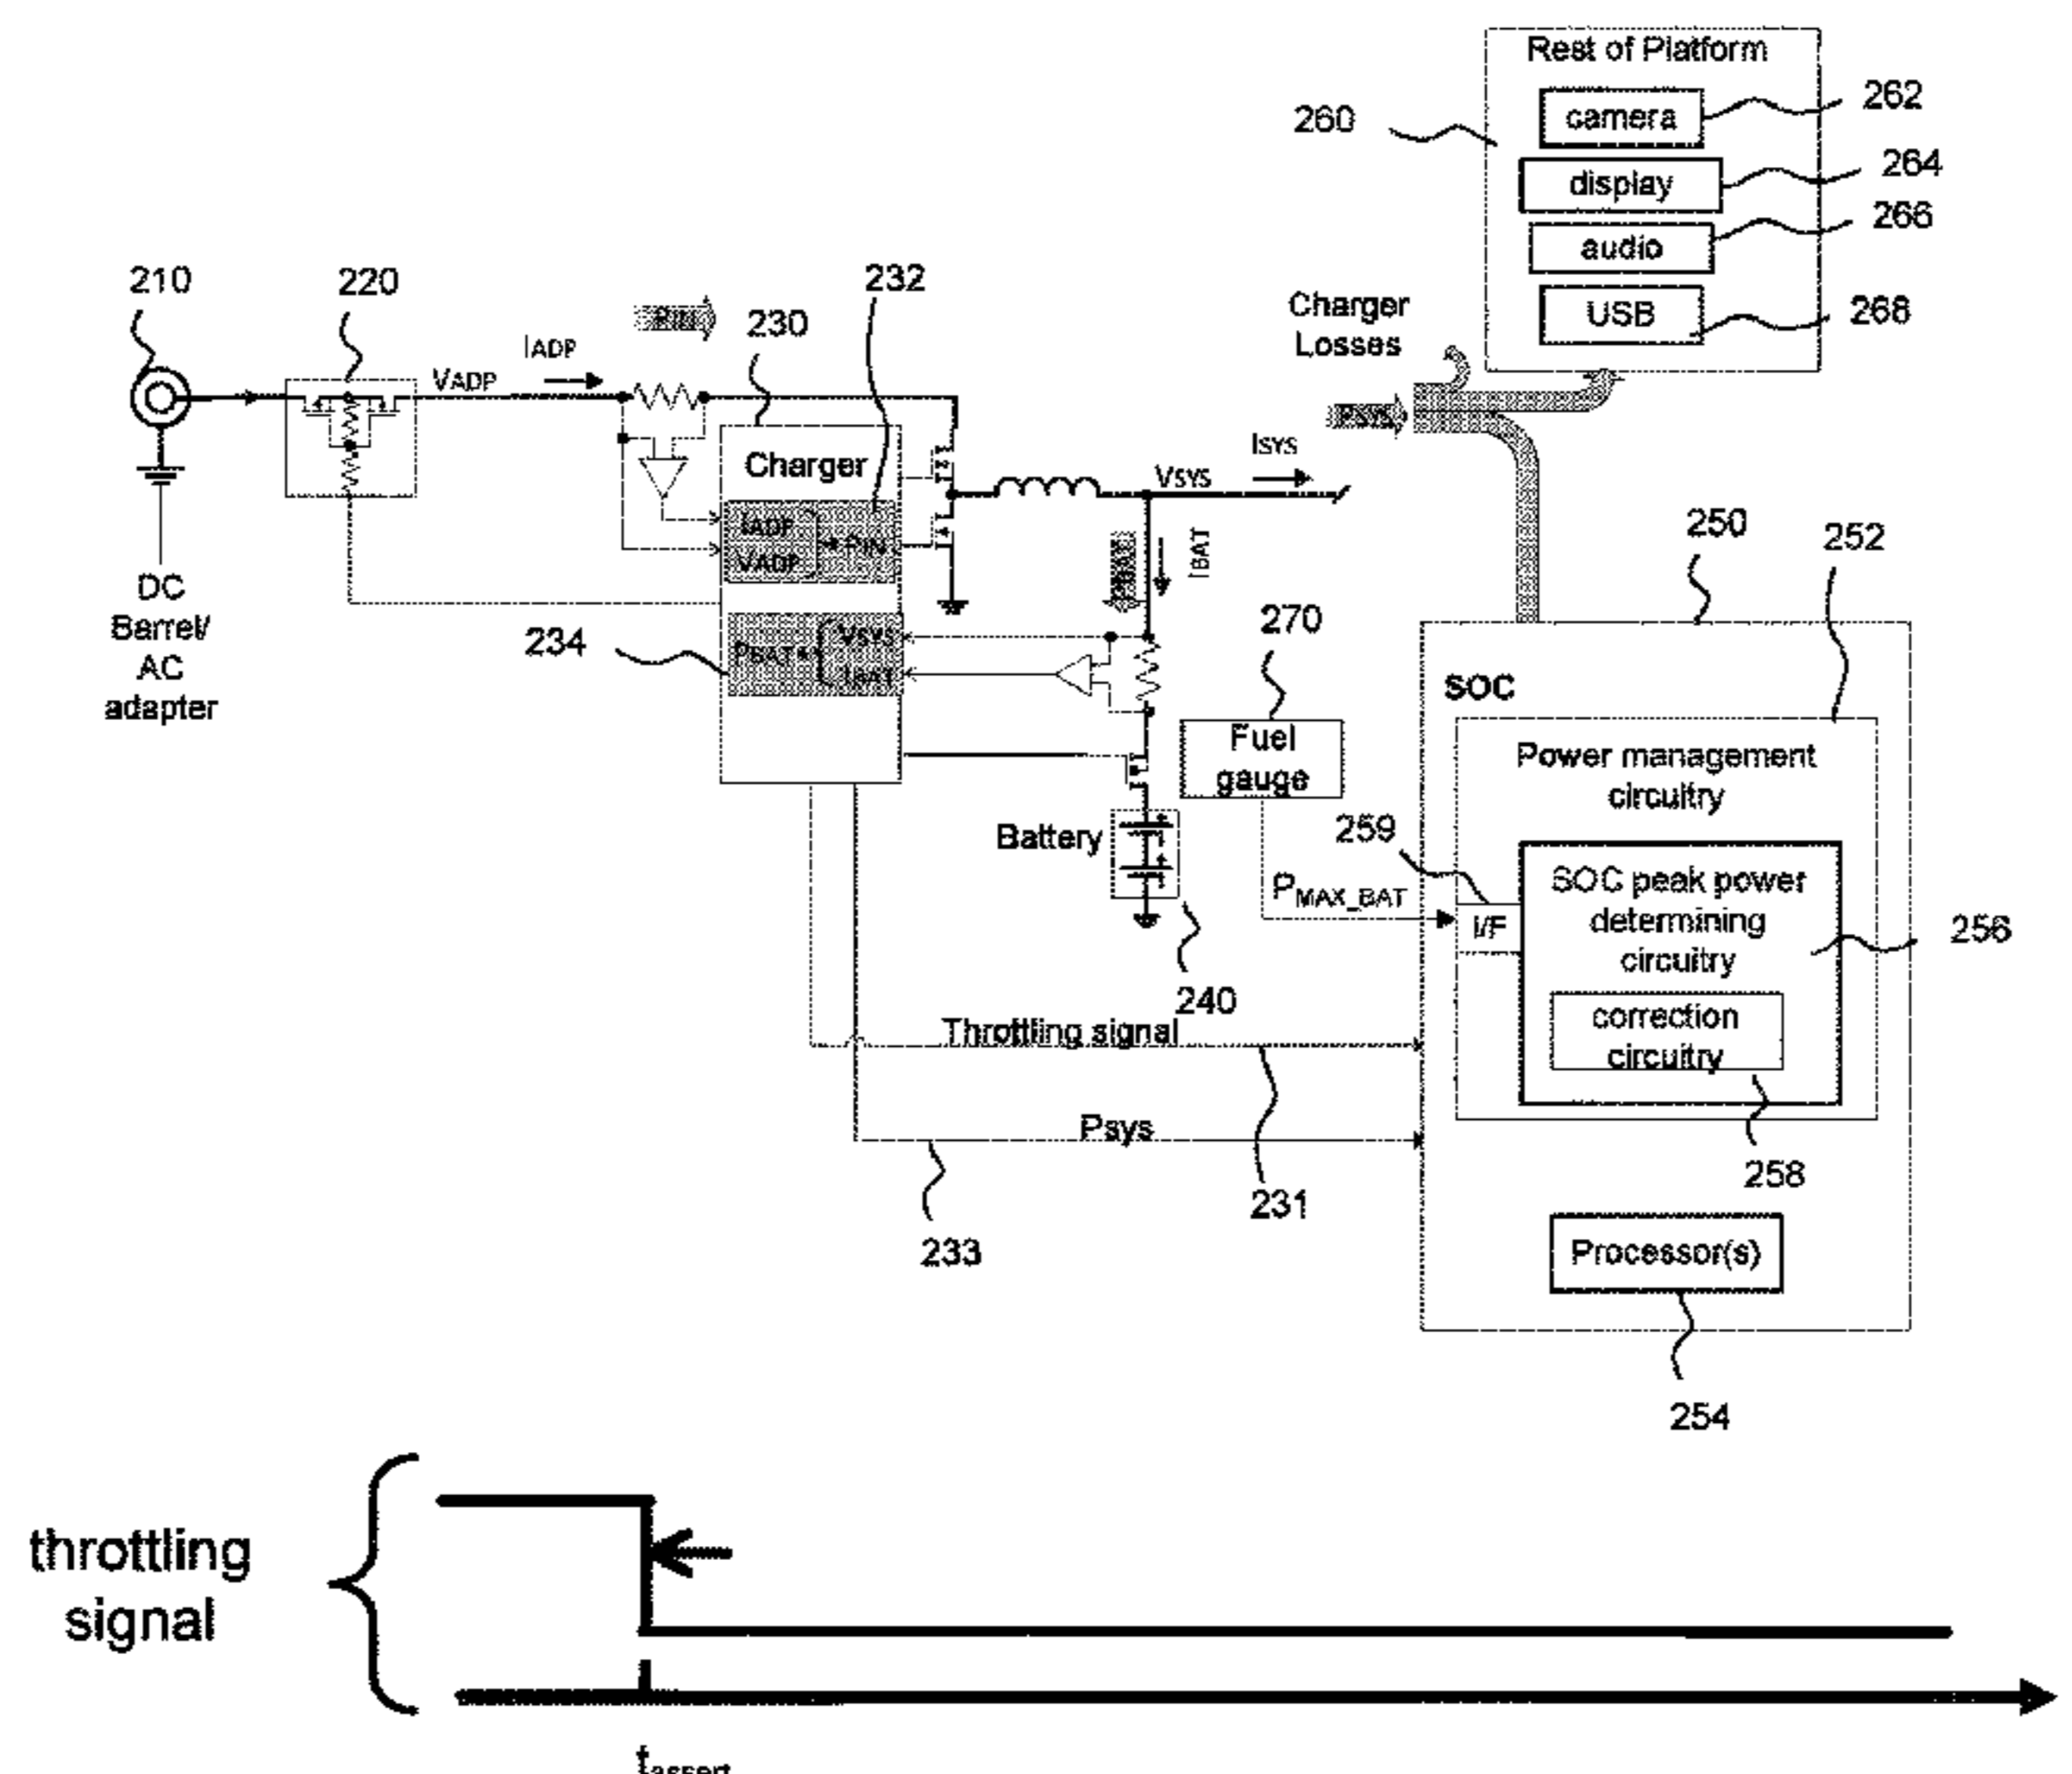 Rest of Platform
camera
262
260
display
264
audio
266
USB
268
210
220
232
PIN
230
Charger
Losses
IADP
VADP
PSYS
ISYS
VSYS
Charger
IADP
VADP
PIN
PBAT
IBAT
250
252
DC
Barrel/
AC
adapter
234
PBAT
VSYS
IBAT
270
Fuel
gauge
SOC
Power management
circuitry
Battery
259
PMAX_BAT
I/F
SOC peak power
determining
circuitry
256
240
correction
circuitry
Throttling signal
Psys
258
231
233
Processor(s)
254
throttling
signal
tassert